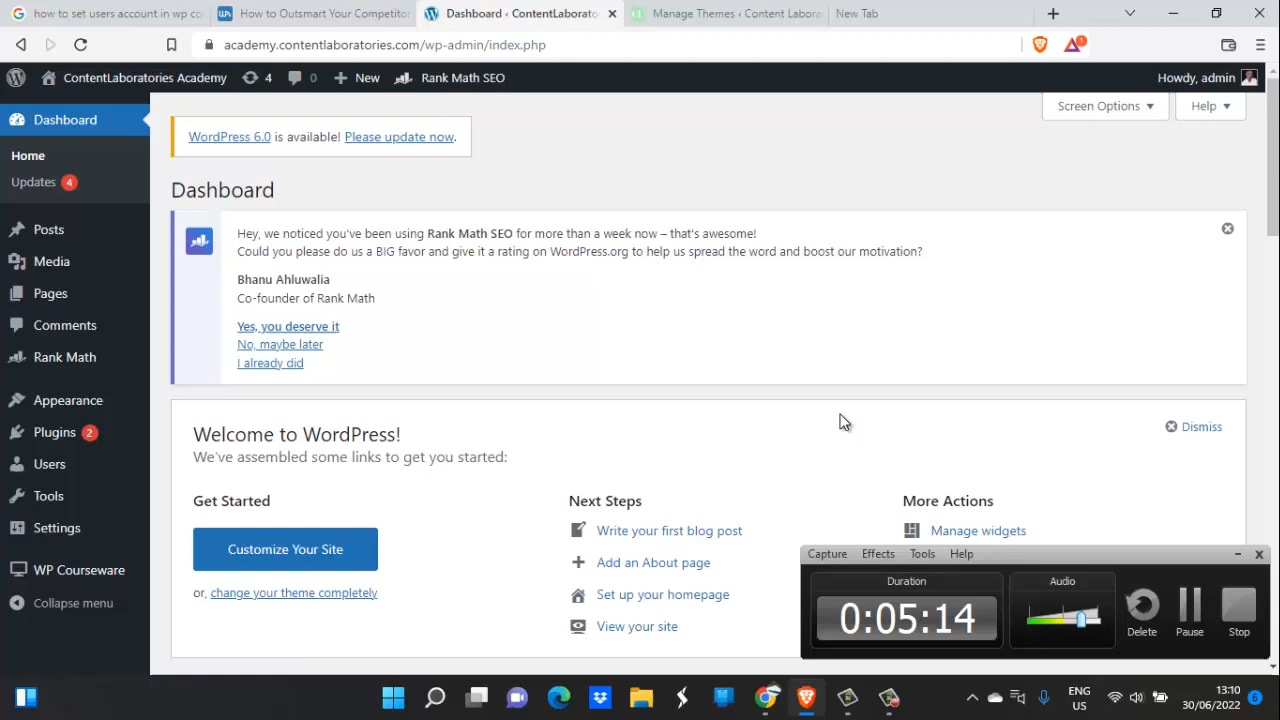 how to set users account in wp co
How to Outsmart Your Competitor
Dashboard ‹ ContentLaborato
Manage Themes ‹ Content Labora
New Tab
academy.contentlaboratories.com/wp-admin/index.php
1
ContentLaboratories Academy 4 0 New Rank Math SEO Howdy, admin
Dashboard
Home
Updates 4
Posts
Media
Pages
Comments
Rank Math
Appearance
Plugins 2
Users
Tools
Settings
WP Courseware
Collapse menu
Screen Options
Help
WordPress 6.0 is available! Please update now.
Dashboard
Hey, we noticed you've been using Rank Math SEO for more than a week now – that's awesome!
Could you please do us a BIG favor and give it a rating on WordPress.org to help us spread the word and boost our motivation?
Bhanu Ahluwalia
Co-founder of Rank Math
Yes, you deserve it
No, maybe later
I already did
Welcome to WordPress!
We've assembled some links to get you started:
Dismiss
Get Started
Customize Your Site
or, change your theme completely
Next Steps
Write your first blog post
Add an About page
Set up your homepage
View your site
More Actions
Manage widgets
Capture Effects Tools Help
Duration
0:05:14
Audio
Delete
Pause
Stop
ENG
US
13:10
30/06/2022
6